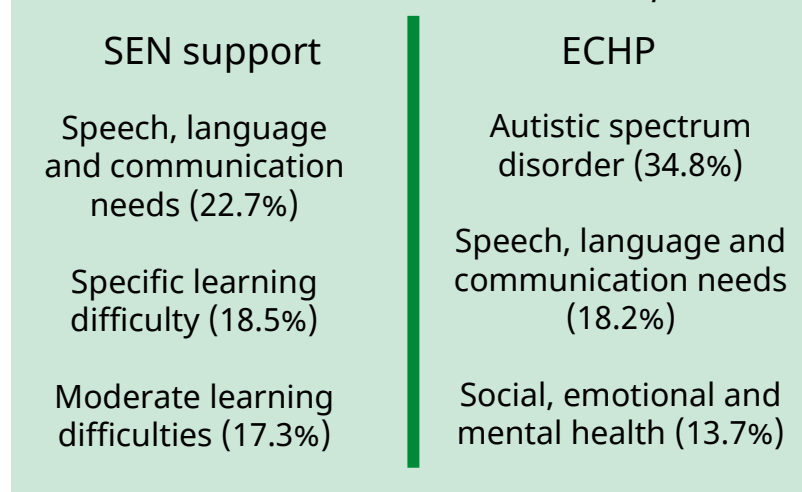 SEN support
Speech, language
and communication
needs (22.7%)
Specific learning
difficulty (18.5%)
Moderate learning
difficulties (17.3%)
ECHP
Autistic spectrum
disorder (34.8%)
Speech, language and
communication needs
(18.2%)
Social, emotional and
mental health (13.7%)